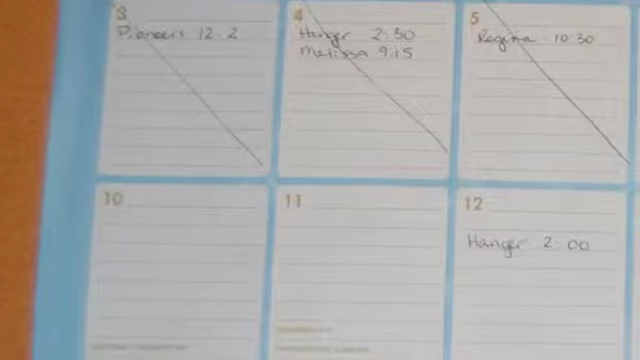 3
Pioneers 12-2
4
Hanger 2:30
Melissa 9:15
5
Regina 10:30
10
11
12
Hanger 2:00